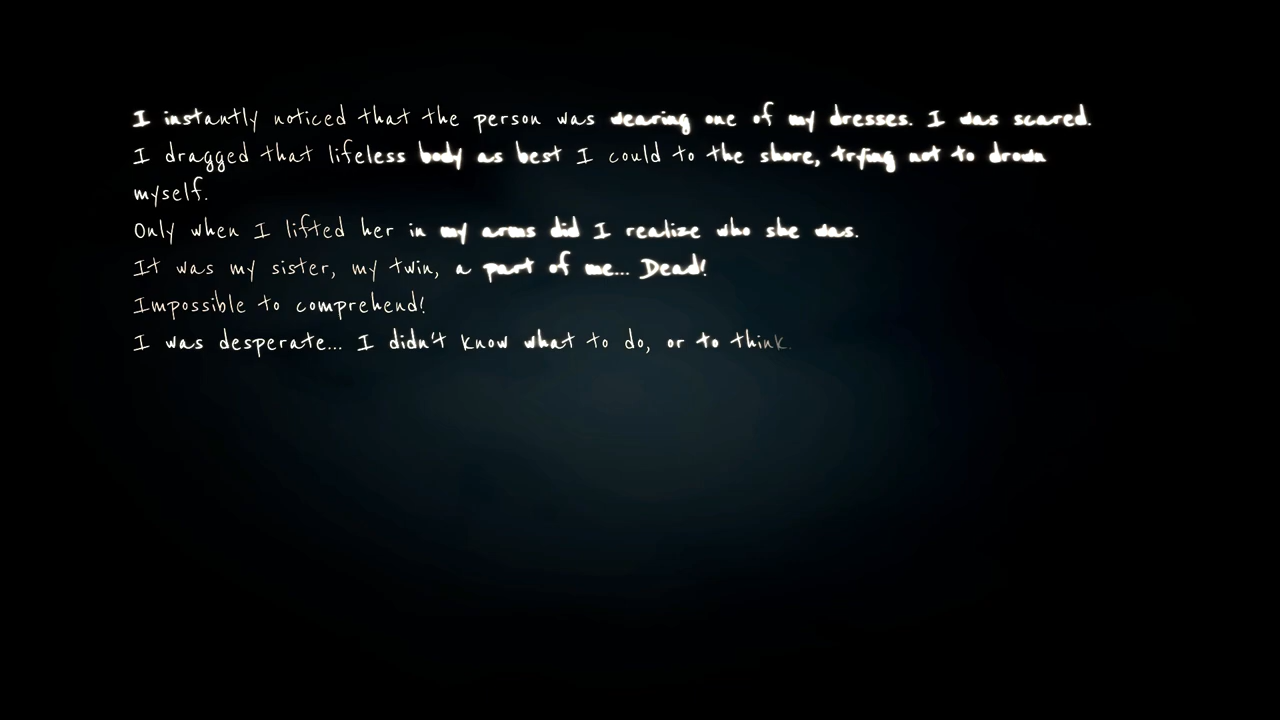 I instantly noticed that the person was wearing one of my dresses. I was scared.
I dragged that lifeless body as best I could to the shore, trying not to drown
myself.
Only when I lifted her in my arms did I realize who she was.
It was my sister, my twin, a part of me... Dead!
Impossible to comprehend!
I was desperate... I didn't know what to do, or to think.